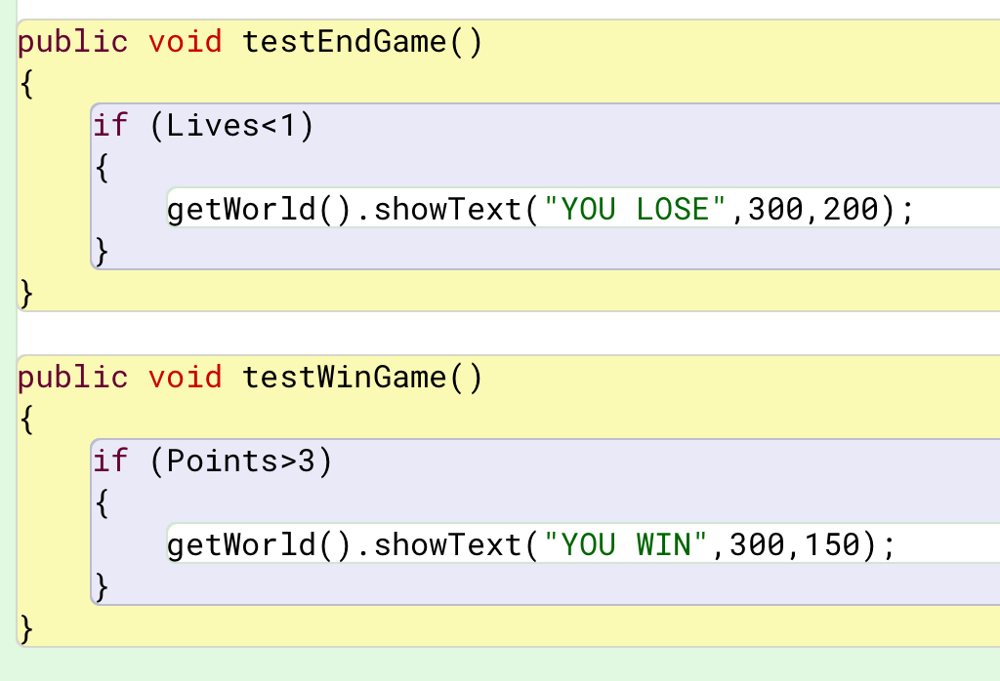 public void testEndGame()
{
if (Lives<1)
{
getWorld().showText("YOU LOSE",300,200);
}
}
public void testWinGame()
{
if (Points>3)
{
getWorld().showText("YOU WIN",300,150);
}
}